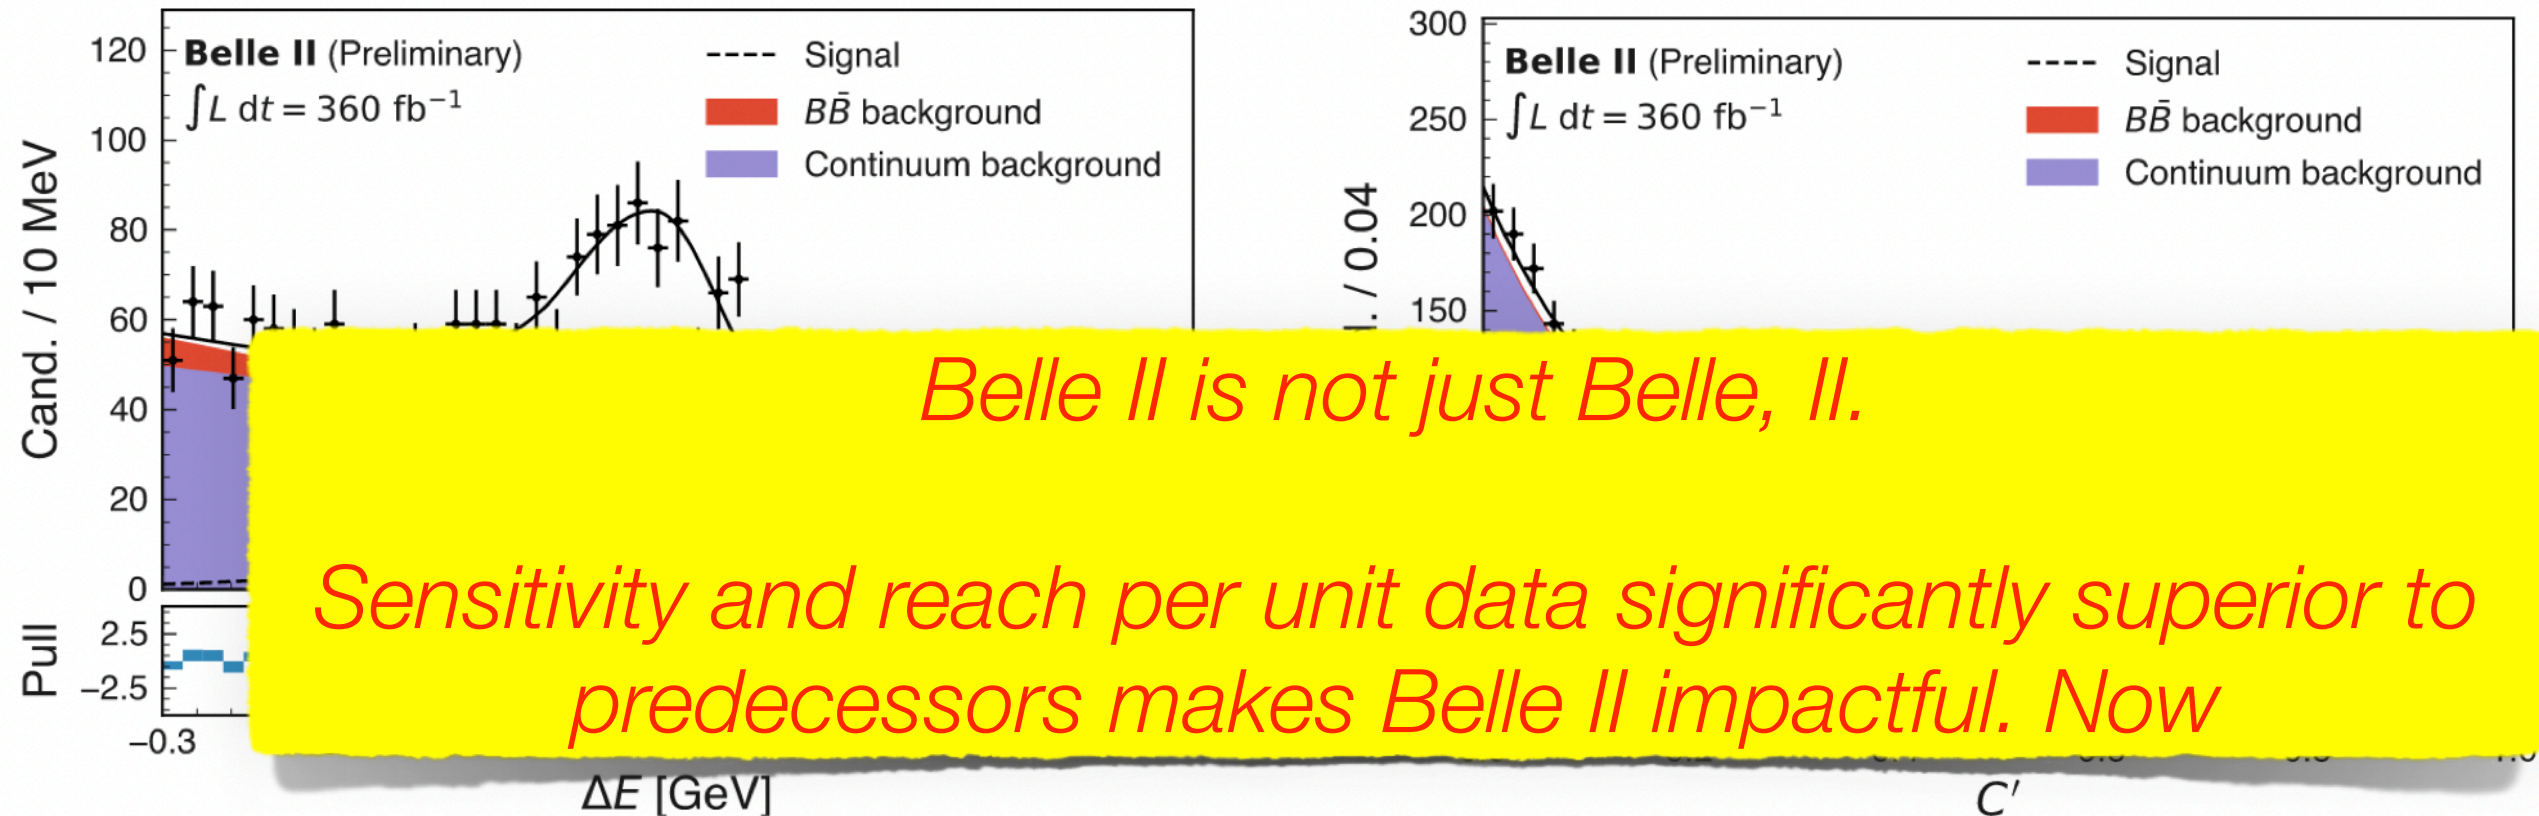 120
100
80
60
40
20
0
Cand. / 10 MeV
Belle II (Preliminary)
∫L dt = 360 fb⁻¹
Signal
BB̄ background
Continuum background
Pull
2.5
−2.5
−0.3
ΔE [GeV]
300
250
200
150
/ 0.04
Belle II (Preliminary)
∫L dt = 360 fb⁻¹
Signal
BB̄ background
Continuum background
C′
Belle II is not just Belle, II.
Sensitivity and reach per unit data significantly superior to
predecessors makes Belle II impactful. Now